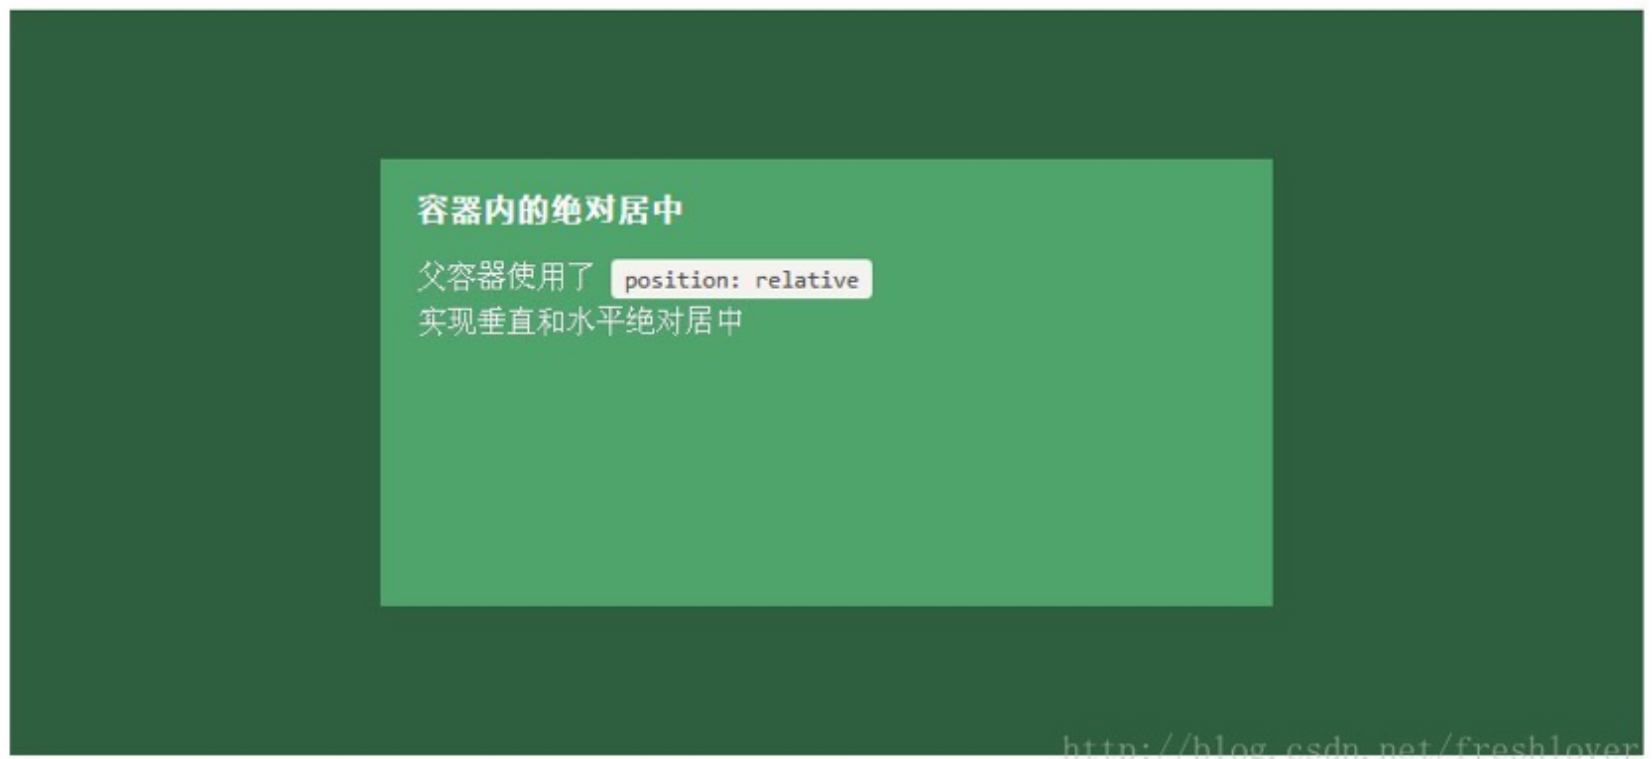 容器内的绝对居中
父容器使用了 position: relative
实现垂直和水平绝对居中
http://blog.csdn.net/freshlover